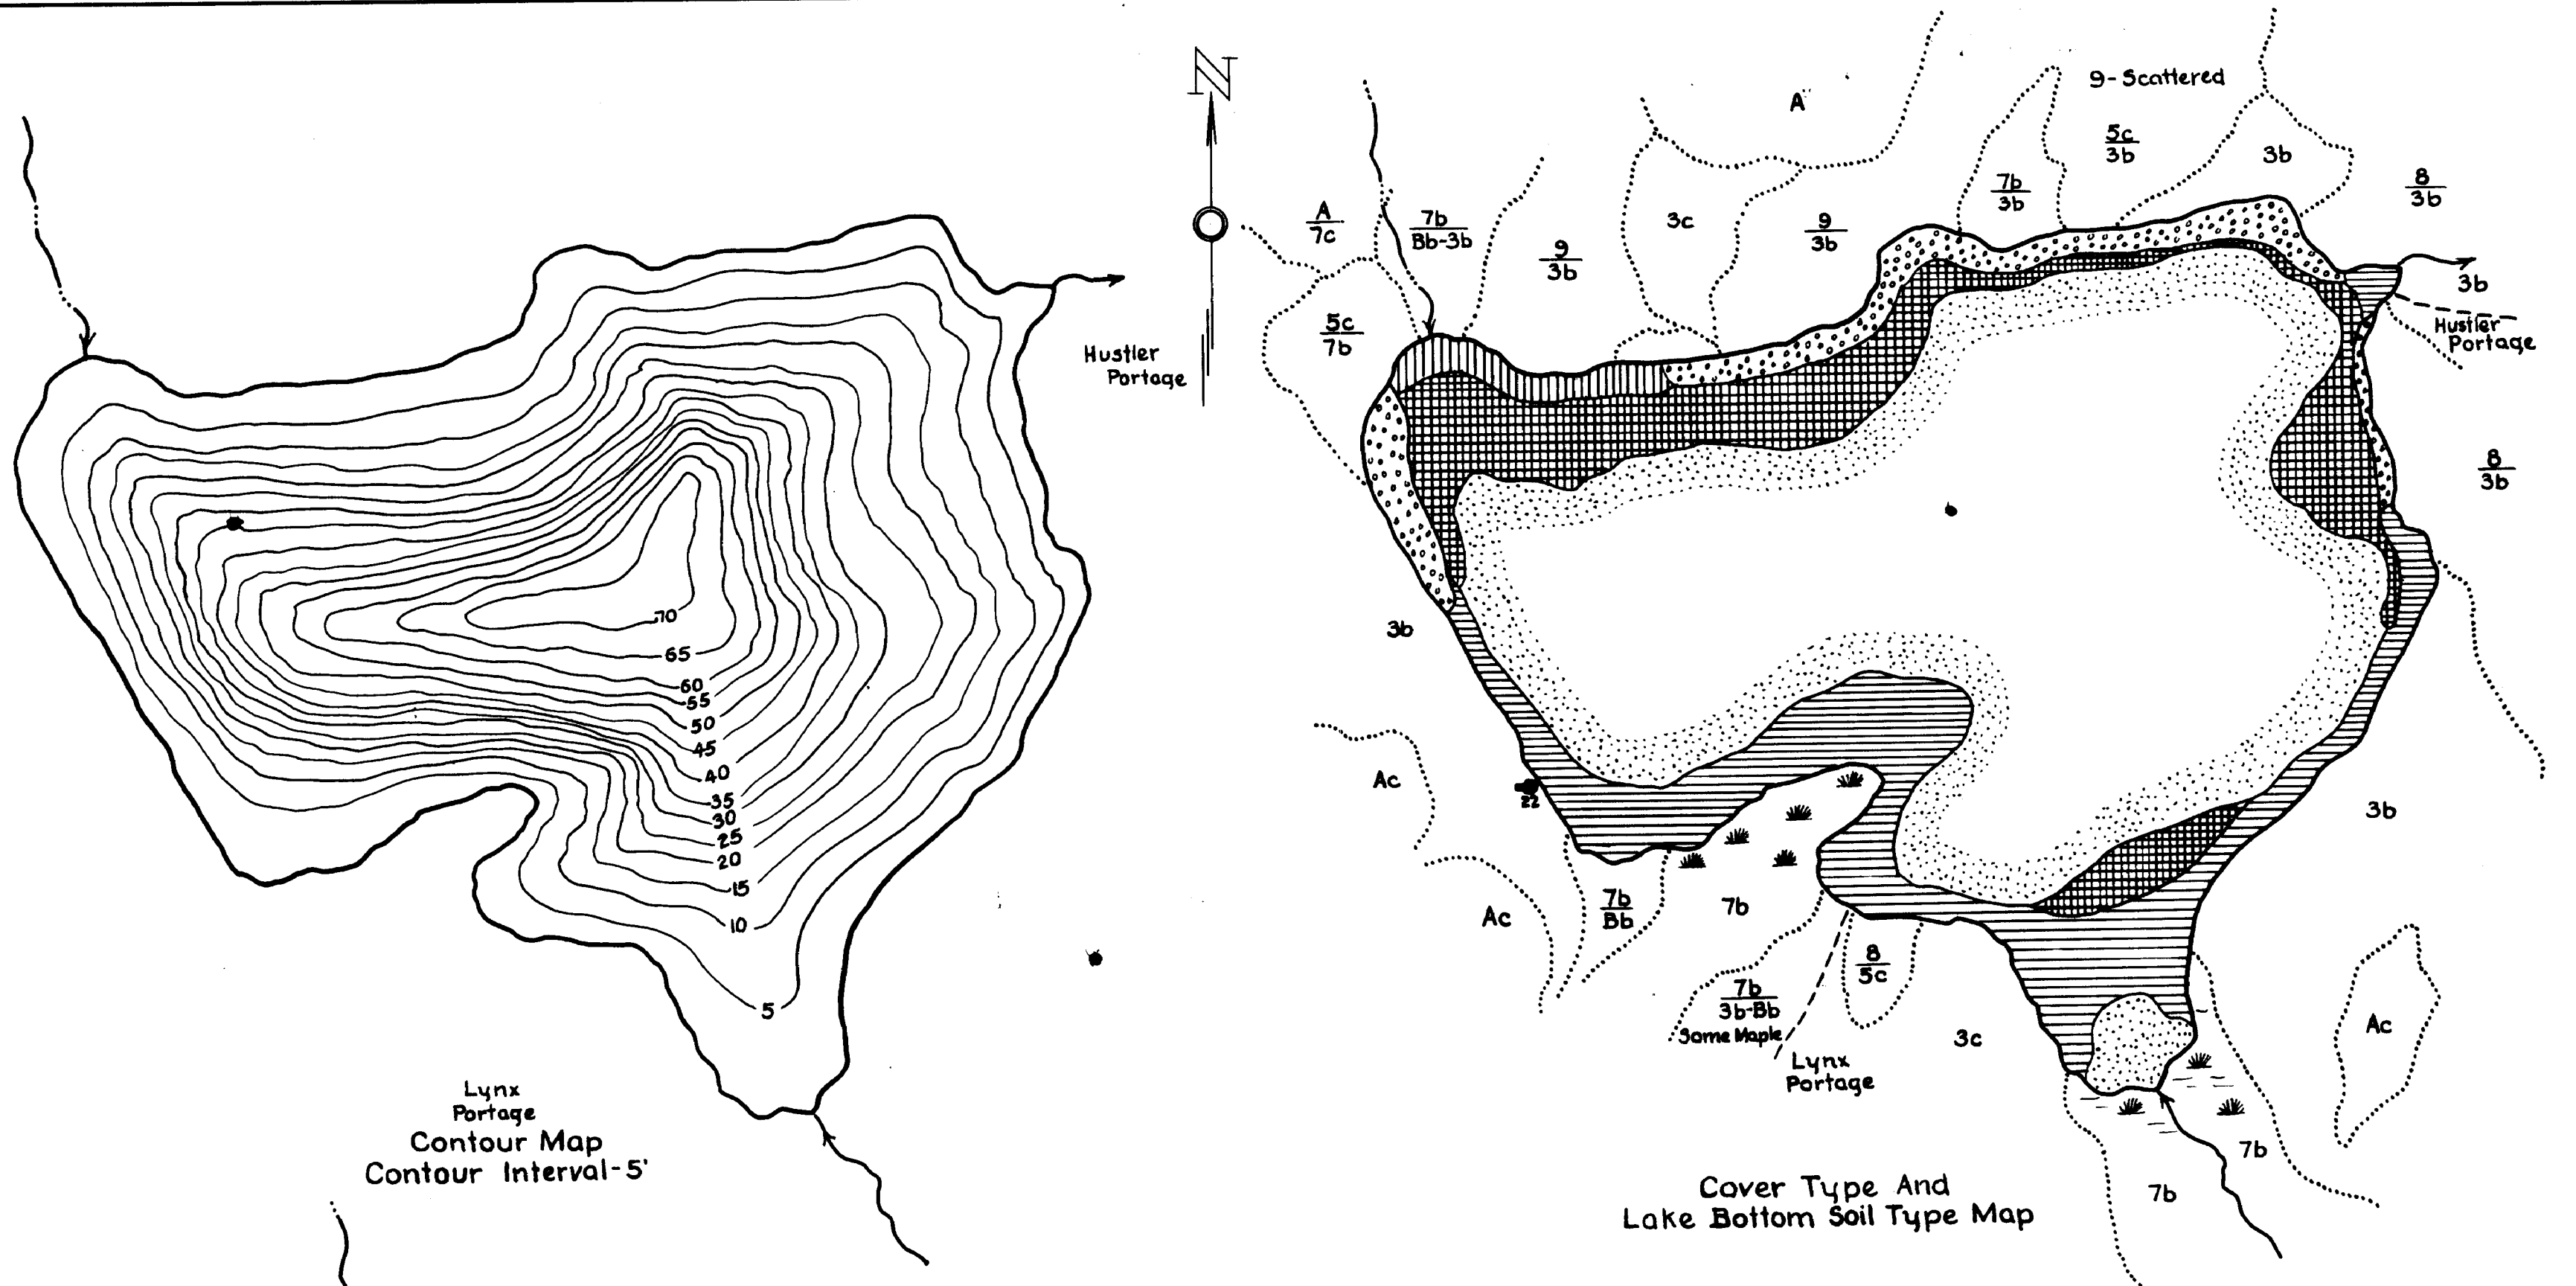 N
Hustler
Portage
70
65
60
55
50
45
40
35
30
25
20
15
10
5
Lynx
Portage
Contour Map
Contour Interval-5'
A
9-Scattered
5c
3b
3b
8
3b
7b
3b
A
7c
7b
Bb-3b
9
3b
3c
9
3b
3b
Hustler
Portage
5c
7b
8
3b
3b
Ac
22
3b
Ac
7b
Bb
7b
8
5c
7b
3b-Bb
Some Maple
Lynx
Portage
3c
Ac
7b
7b
Cover Type And
Lake Bottom Soil Type Map